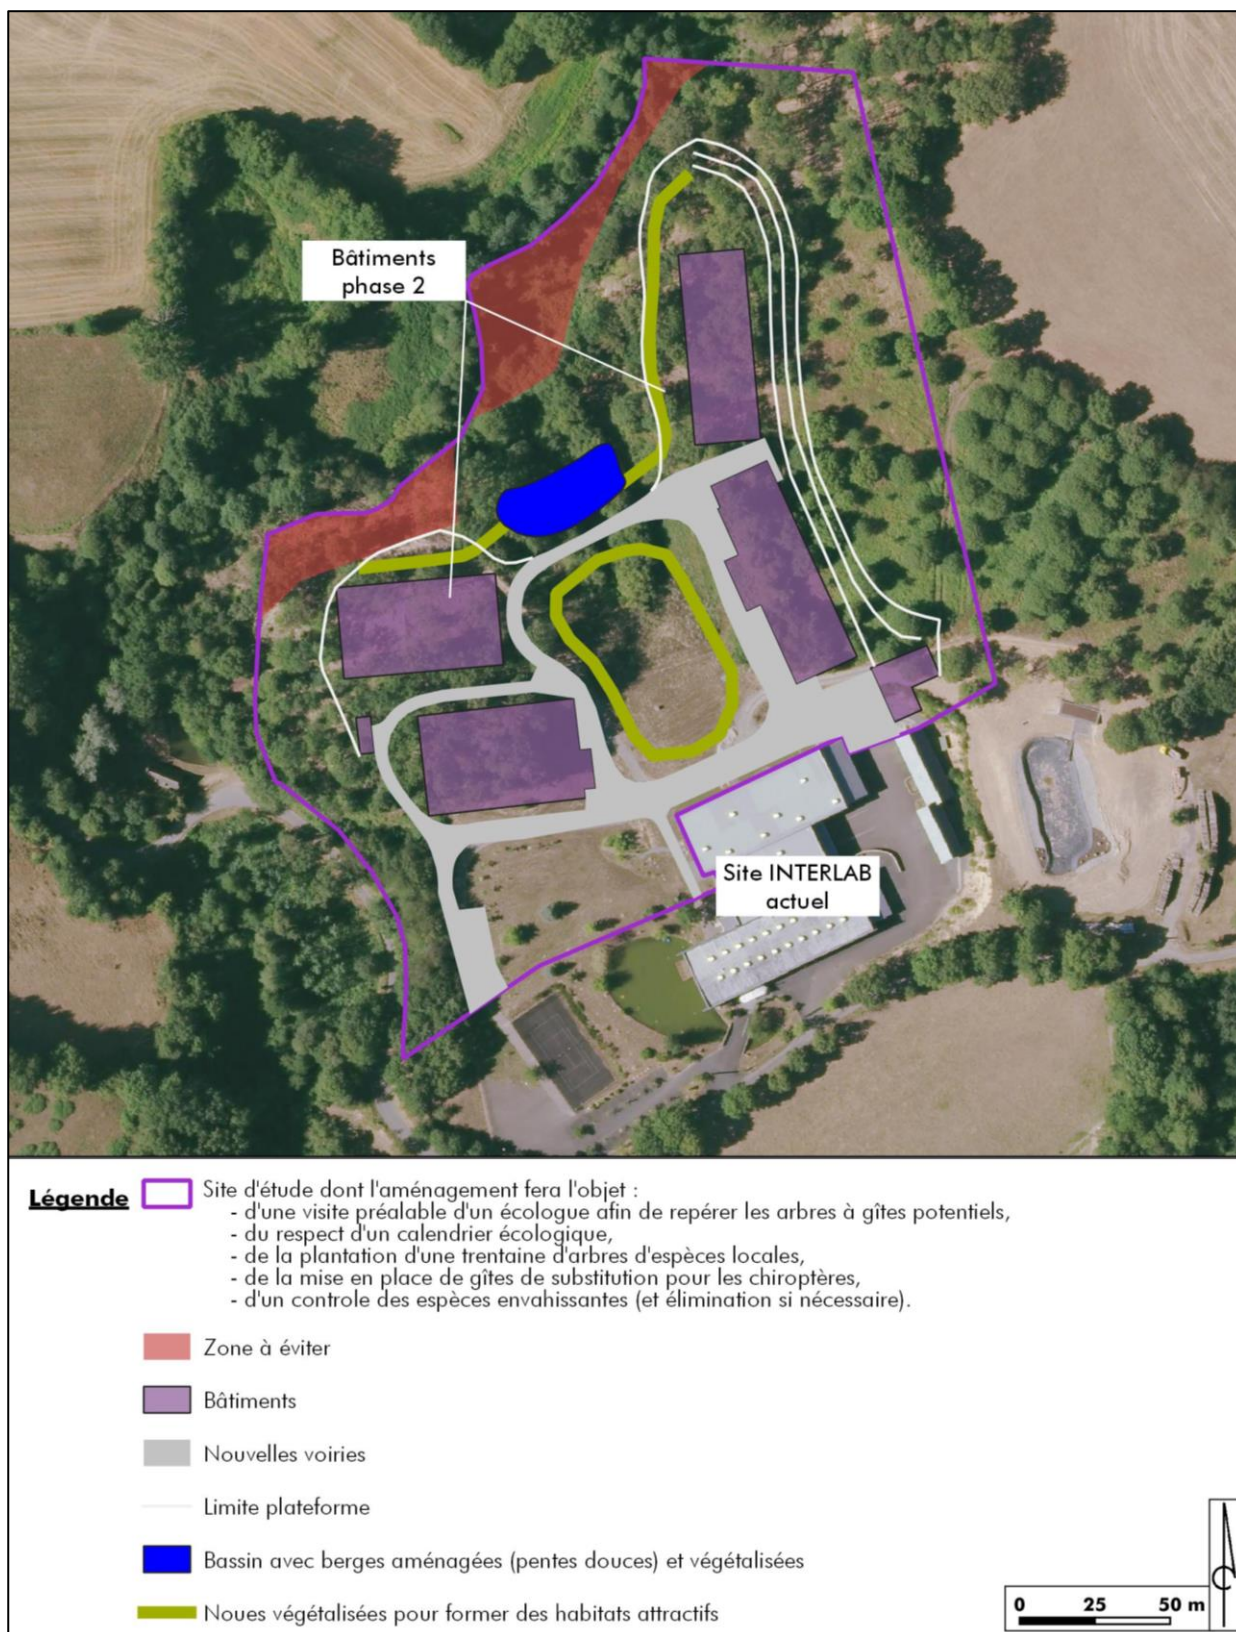 Bâtiments
phase 2
Site INTERLAB
actuel
Légende
Site d'étude dont l'aménagement fera l'objet :
- d'une visite préalable d'un écologue afin de repérer les arbres à gîtes potentiels,
- du respect d'un calendrier écologique,
- de la plantation d'une trentaine d'arbres d'espèces locales,
- de la mise en place de gîtes de substitution pour les chiroptères,
- d'un controle des espèces envahissantes (et élimination si nécessaire).
Zone à éviter
Bâtiments
Nouvelles voiries
Limite plateforme
Bassin avec berges aménagées (pentes douces) et végétalisées
Noues végétalisées pour former des habitats attractifs
0 25 50 m